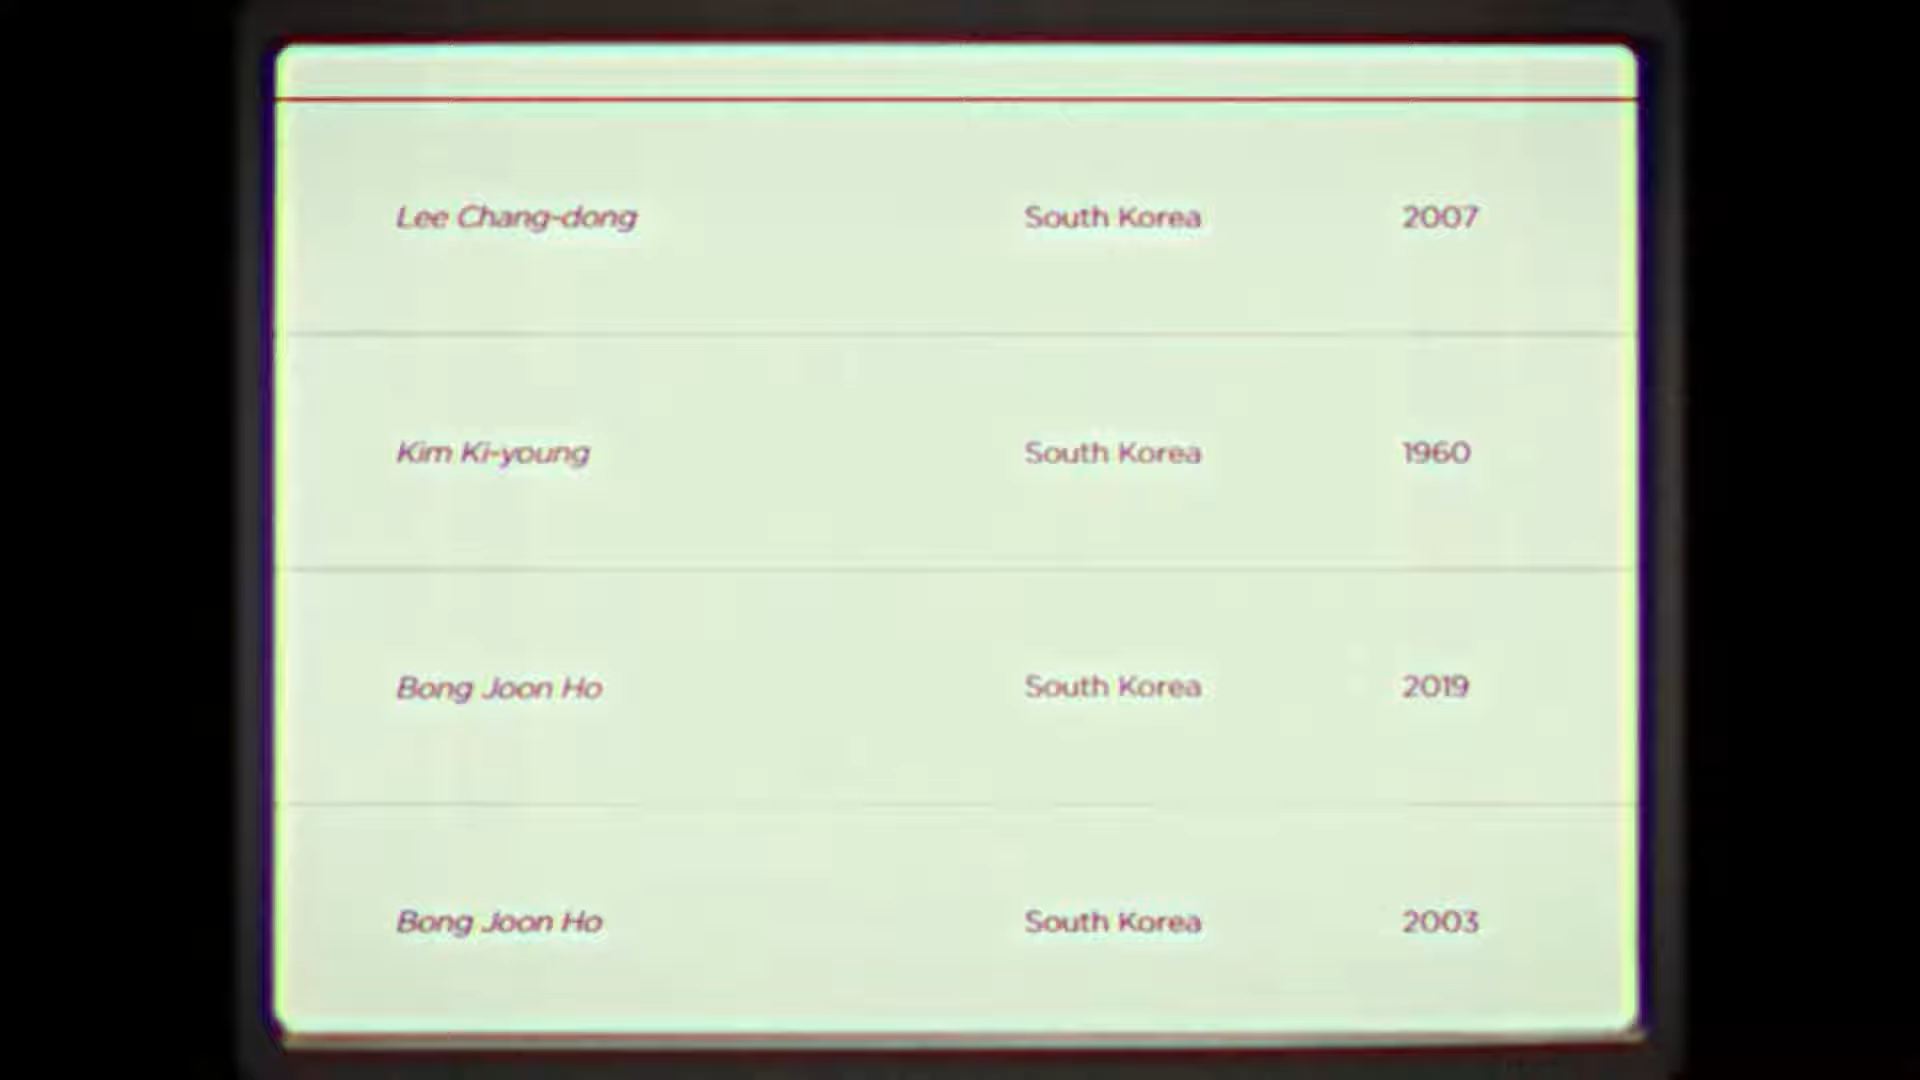 Lee Chang-dong South Korea 2007
Kim Ki-young South Korea 1960
Bong Joon Ho South Korea 2019
Bong Joon Ho South Korea 2003